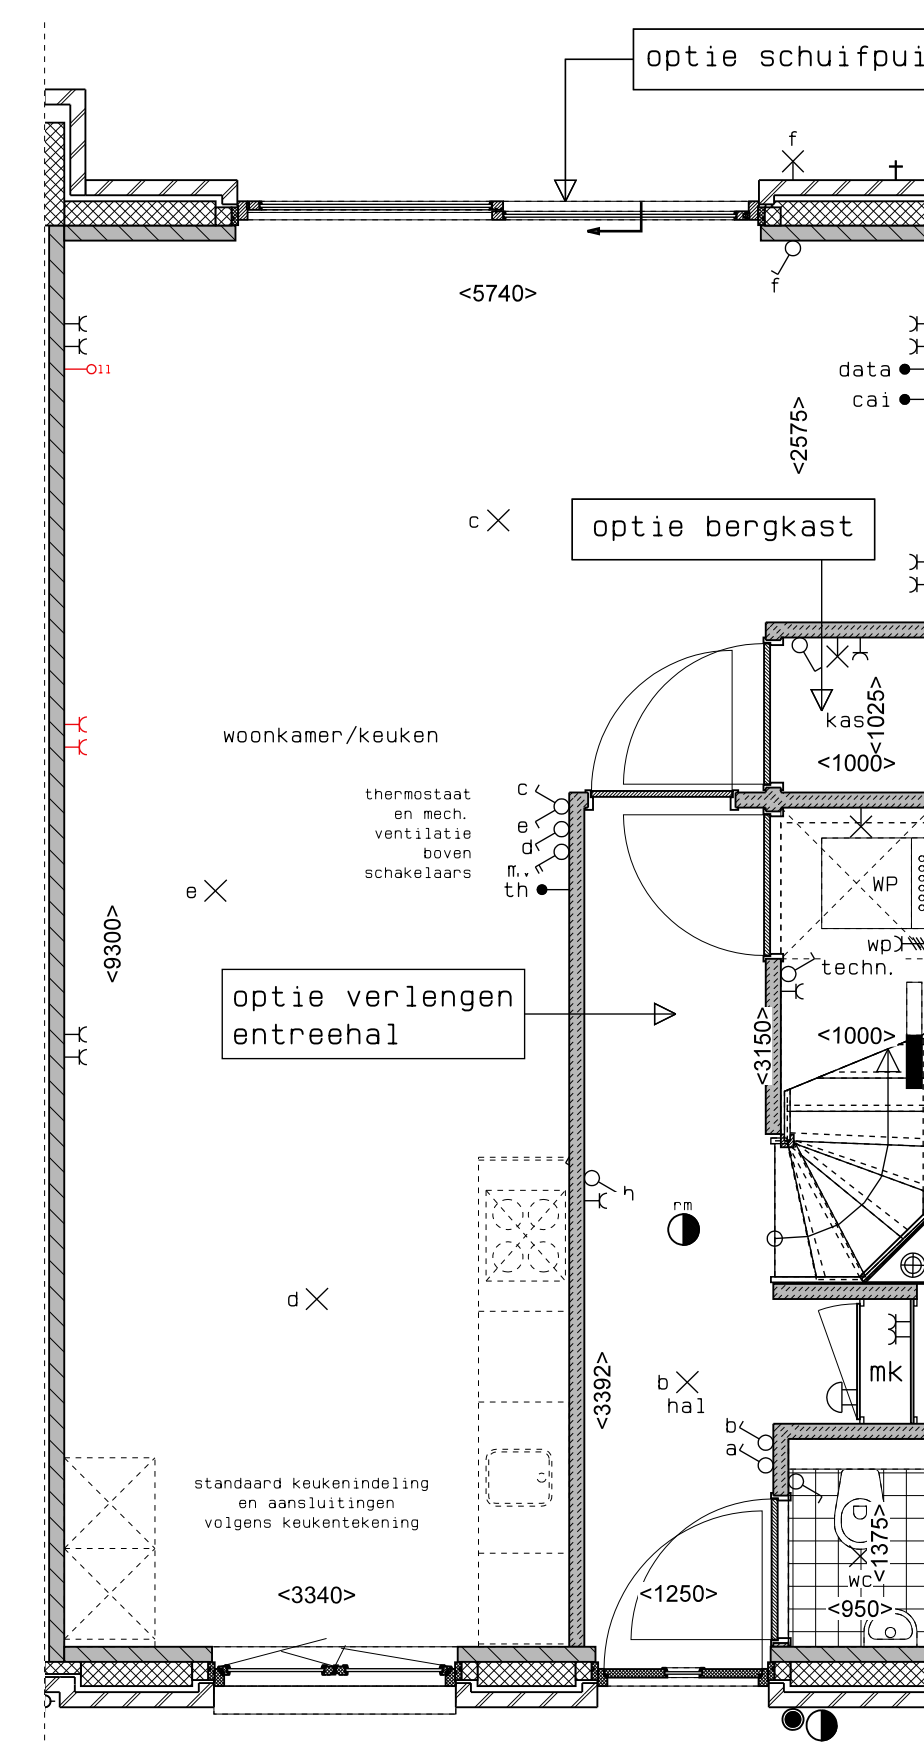 optie schuifpui
f
f
<5740>
11
data
cai
<2575>
c
optie bergkast
kas
<1025>
<1000>
woonkamer/keuken
thermostaat
en mech.
ventilatie
boven
schakelaars
c
e
d
m.v
th
WP
wp
techn.
e
<9300>
optie verlengen
entreehal
<3150>
<1000>
h
rm
d
<3392>
b
hal
mk
b
a
standaard keukenindeling
en aansluitingen
volgens keukentekening
<1375>
wc
<3340>
<1250>
<950>